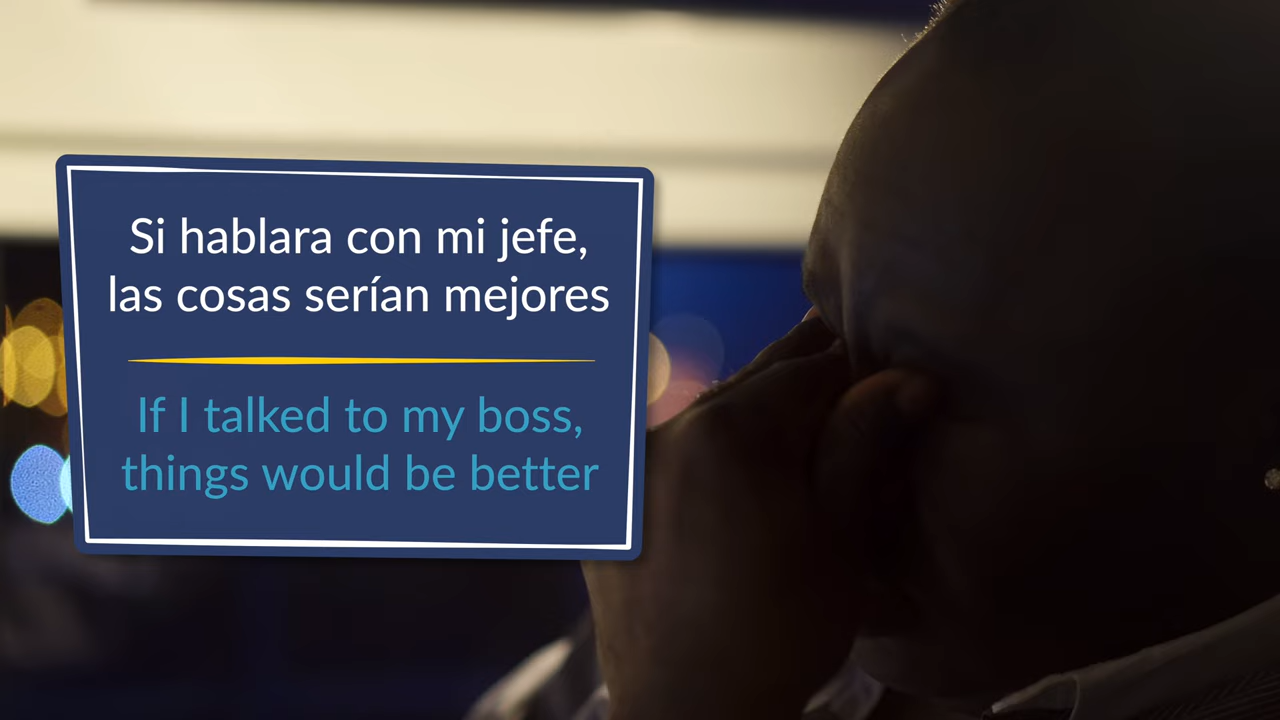 Si hablara con mi jefe,
las cosas serían mejores
If I talked to my boss,
things would be better